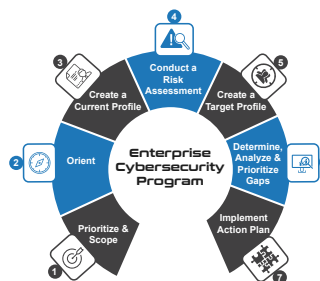 4
Conduct a
Risk
Assessment
3
Create a
Current Profile
5
Create a
Target Profile
2
Orient
Enterprise
Cybersecurity
Program
Determine,
Analyze &
Prioritize
Gaps
Prioritize &
Scope
1
Implement
Action Plan
7